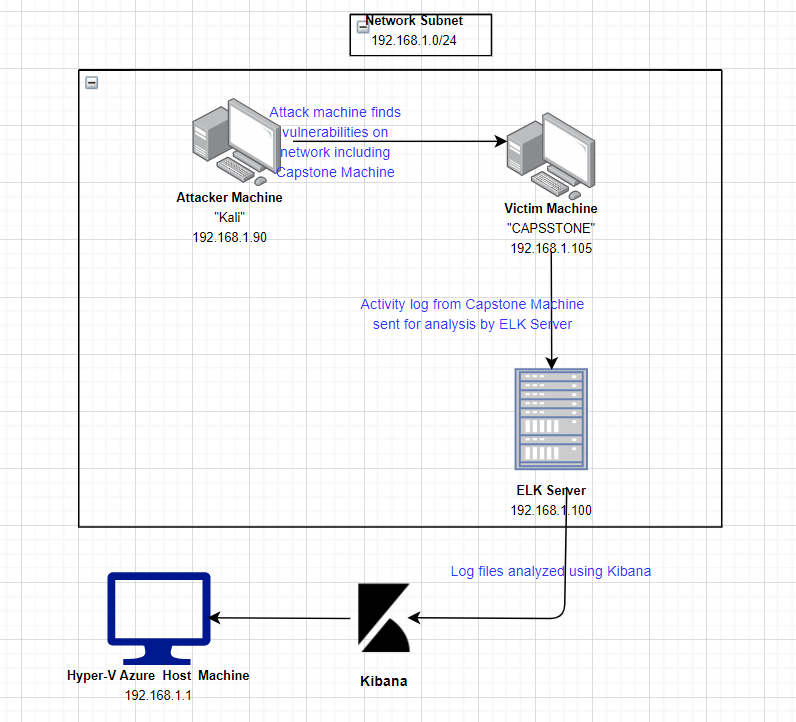 Network Subnet
192.168.1.0/24
Attack machine finds
vulnerabilities on
network including
Capstone Machine
Attacker Machine
"Kali"
192.168.1.90
Victim Machine
"CAPSSTONE"
192.168.1.105
Activity log from Capstone Machine
sent for analysis by ELK Server
ELK Server
192.168.1.100
Log files analyzed using Kibana
Hyper-V Azure Host Machine
192.168.1.1
Kibana